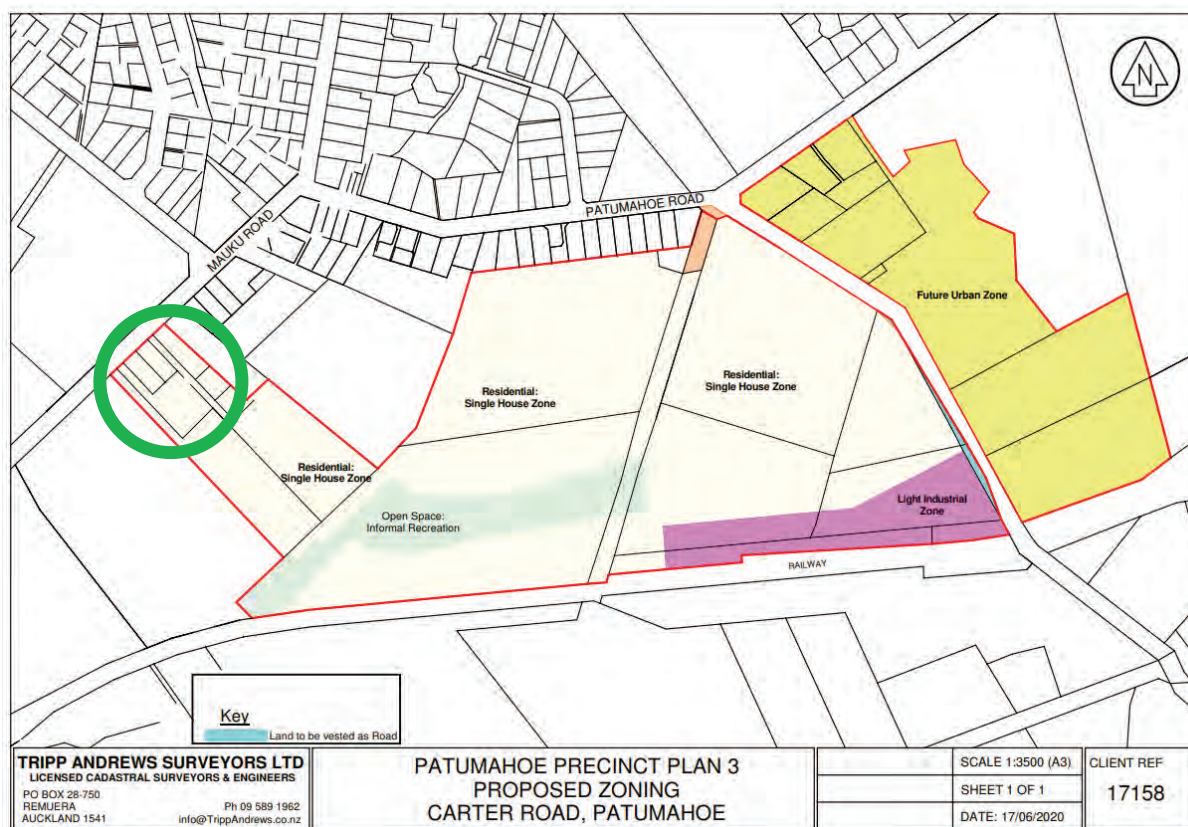 N
PATUMAHOE ROAD
MAUKU ROAD
Future Urban Zone
Residential:
Single House Zone
Residential:
Single House Zone
Residential:
Single House Zone
Light Industrial
Zone
Open Space:
Informal Recreation
RAILWAY
Key
Land to be vested as Road
TRIPP ANDREWS SURVEYORS LTD
LICENSED CADASTRAL SURVEYORS & ENGINEERS
PO BOX 28-750
REMUERA Ph 09 589 1962
AUCKLAND 1541 info@TrippAndrews.co.nz
PATUMAHOE PRECINCT PLAN 3
PROPOSED ZONING
CARTER ROAD, PATUMAHOE
SCALE 1:3500 (A3)
SHEET 1 OF 1
DATE: 17/06/2020
CLIENT REF
17158